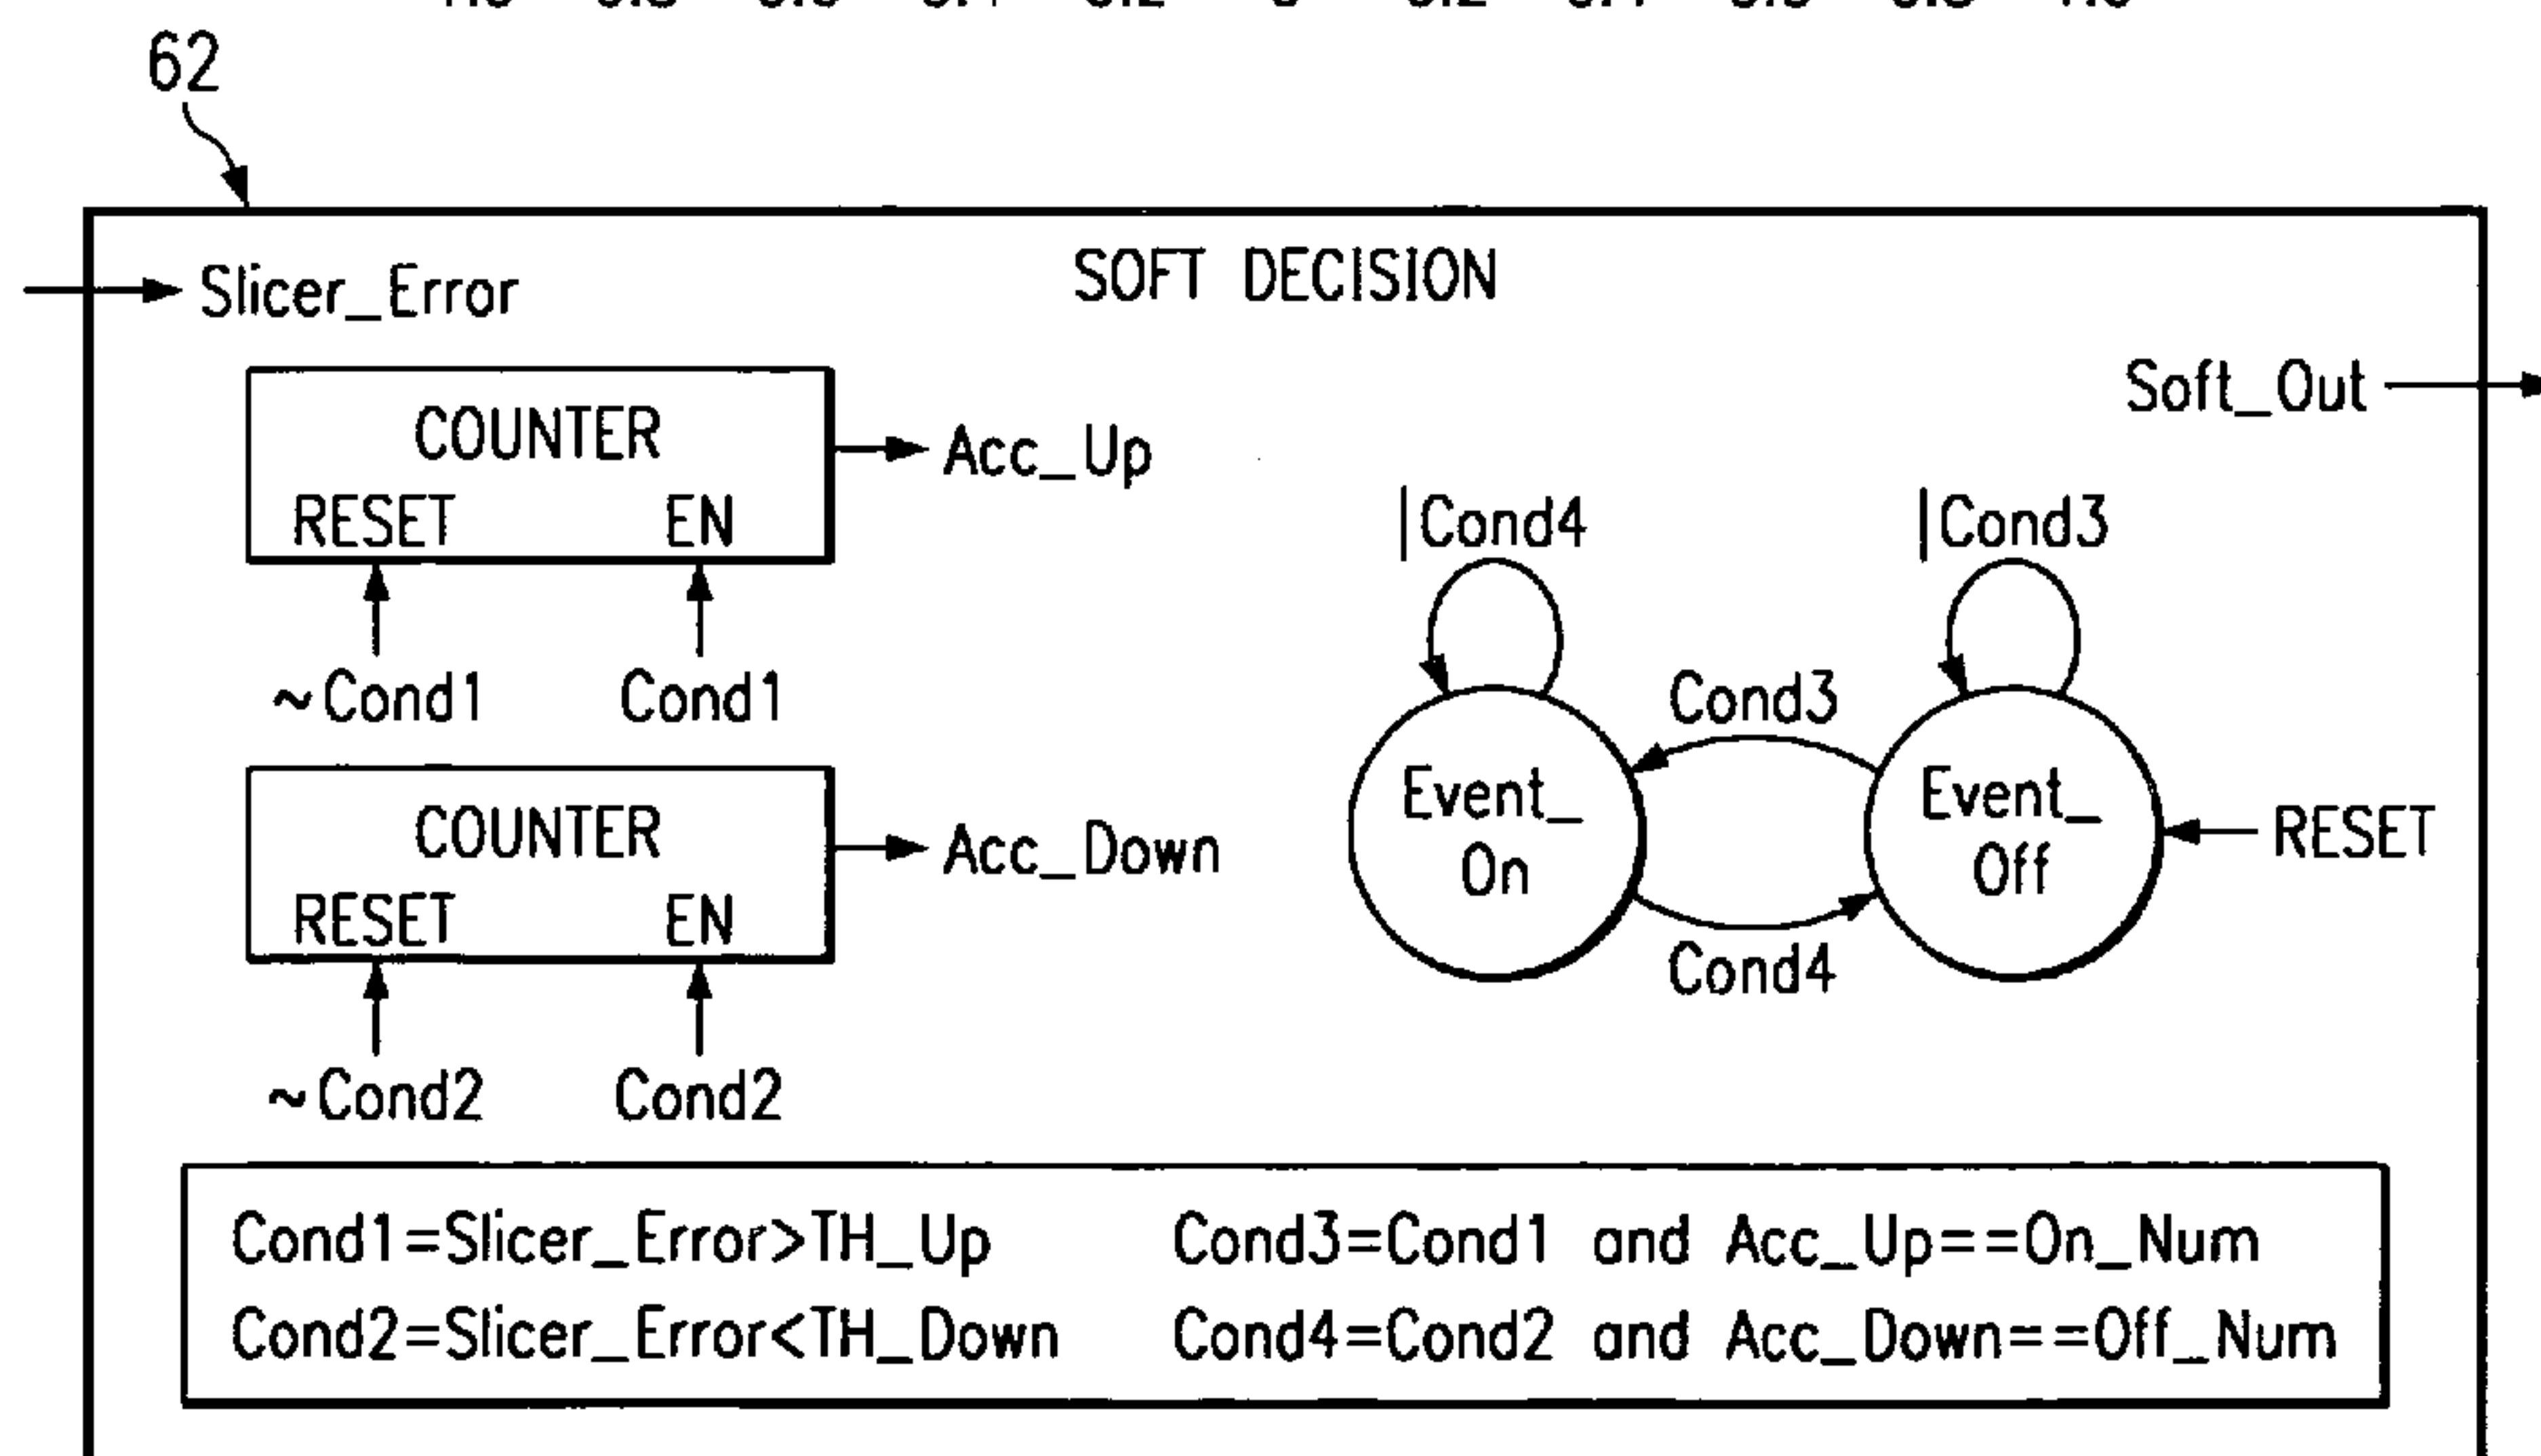 62
SOFT DECISION
Slicer_Error
Soft_Out
COUNTER
RESET EN
Acc_Up
~Cond1 Cond1
COUNTER
RESET EN
Acc_Down
~Cond2 Cond2
|Cond4
|Cond3
Cond3
Event_
On
Event_
Off
RESET
Cond4
Cond1=Slicer_Error>TH_Up
Cond3=Cond1 and Acc_Up==On_Num
Cond2=Slicer_Error<TH_Down
Cond4=Cond2 and Acc_Down==Off_Num